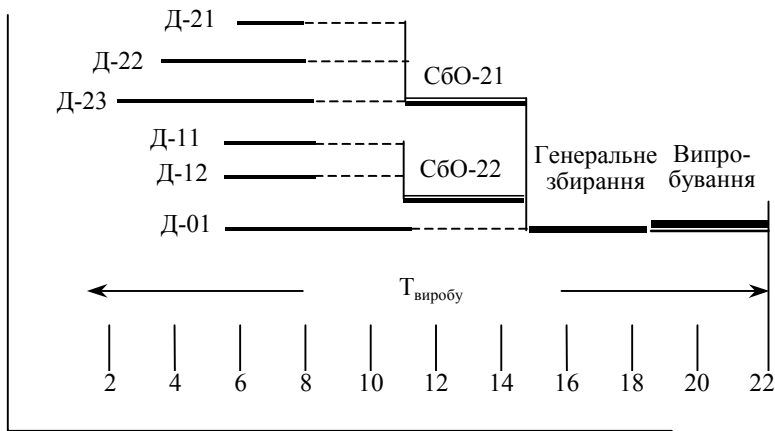 Д-21
Д-22
СбО-21
Д-23
Д-11
Генеральне
збирання
Випро-
бування
Д-12
СбО-22
Д-01
Tвиробу
2 4 6 8 10 12 14 16 18 20 22